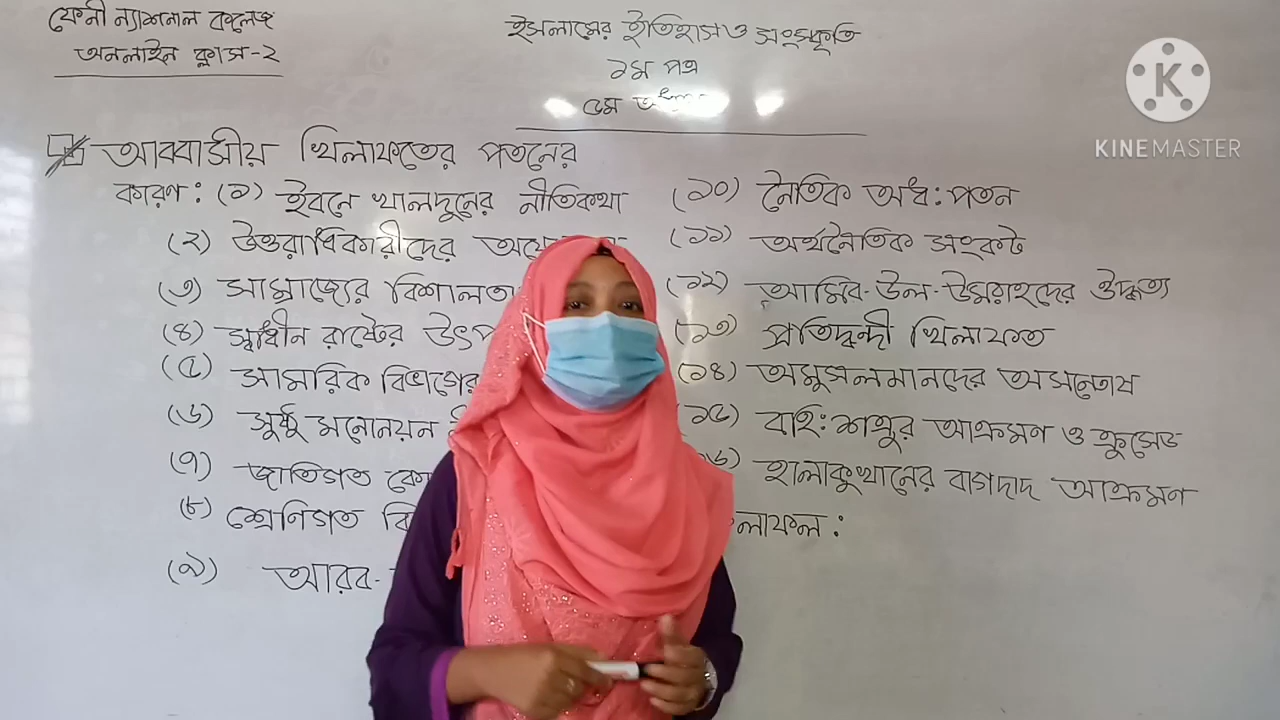 ফেনী ন্যাশনাল কলেজ
অনলাইন ক্লাস-২
ইসলামের ইতিহাস ও সংস্কৃতি
১ম পত্র
৫ম
আব্বাসীয় খিলাফতের পতনের
কারণ: (১) ইবনে খালদুনের নীতিকথা
(২) উত্তরাধিকারীদের
(৩) সাম্রাজ্যের বিশালতা
(৪) স্বাধীন রাষ্টের
(৫) সামরিক বিভাগের
(৬) সুষ্ঠু মনোনয়ন
(৭) জাতিগত
(৮) শ্রেণিগত
(৯) আরব-
(১০) নৈতিক অধ:পতন
(১১) অর্থনৈতিক সংকট
(১২) আমির-উল-উমরাহদের ঔদ্ধত্য
(১৩) প্রতিদ্বন্দী খিলাফত
(১৪) অমুসলমানদের অসন্তোষ
(১৫) বহি:শত্রুর আক্রমন ও ক্রুসেড
হালাকুখানের বাগদাদ আক্রমন
KINEMASTER